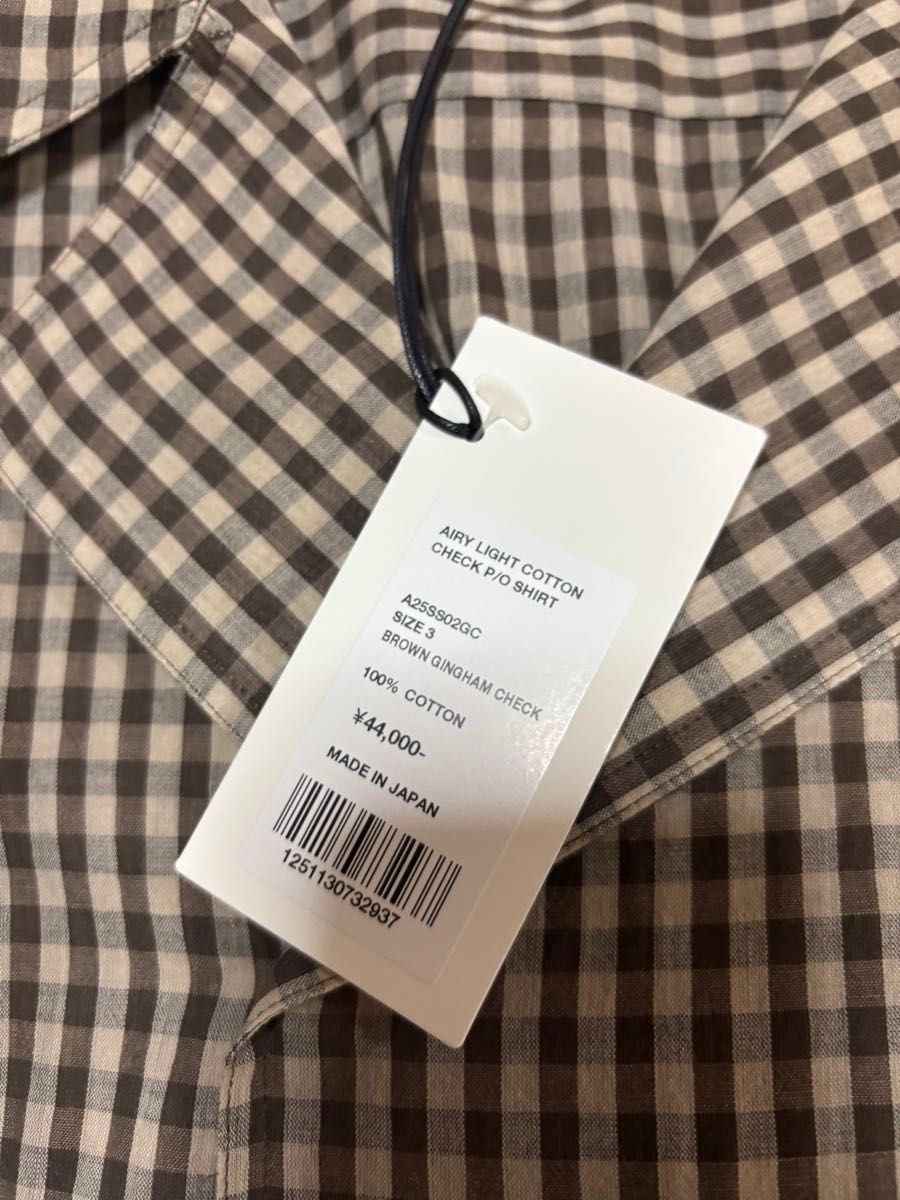 AIRY LIGHT COTTON
CHECK P/O SHIRT
A25SS02GC
SIZE 3
BROWN GINGHAM CHECK
100% COTTON
¥44,000-
MADE IN JAPAN
1251130732937